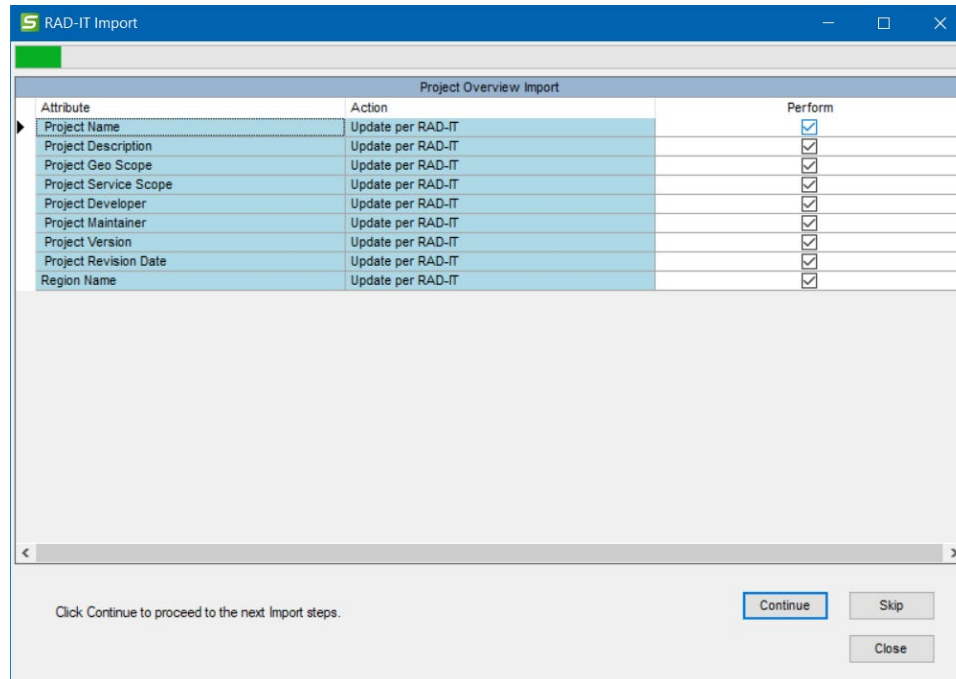 RAD-IT Import
Project Overview Import
Attribute Action Perform
Project Name Update per RAD-IT
Project Description Update per RAD-IT
Project Geo Scope Update per RAD-IT
Project Service Scope Update per RAD-IT
Project Developer Update per RAD-IT
Project Maintainer Update per RAD-IT
Project Version Update per RAD-IT
Project Revision Date Update per RAD-IT
Region Name Update per RAD-IT
Click Continue to proceed to the next Import steps.
Continue Skip
Close